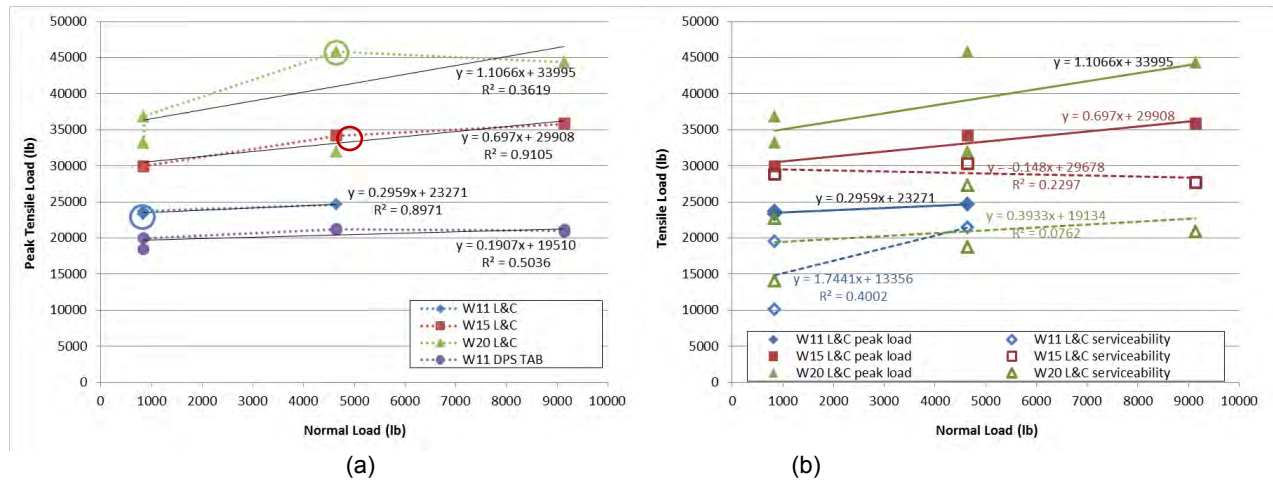 50000
45000
40000
35000
30000
25000
20000
15000
10000
5000
0
Peak Tensile Load (lb)
y = 1.1066x + 33995
R² = 0.3619
y = 0.697x + 29908
R² = 0.9105
y = 0.2959x + 23271
R² = 0.8971
y = 0.1907x + 19510
R² = 0.5036
W11 L&C
W15 L&C
W20 L&C
W11 DPS TAB
0 1000 2000 3000 4000 5000 6000 7000 8000 9000 10000
Normal Load (lb)
(a)
50000
45000
40000
35000
30000
25000
20000
15000
10000
5000
0
Tensile Load (lb)
y = 1.1066x + 33995
y = 0.697x + 29908
y = -0.148x + 29678
R² = 0.2297
y = 0.2959x + 23271
y = 0.3933x + 19134
R² = 0.0762
y = 1.7441x + 13356
R² = 0.4002
W11 L&C peak load W11 L&C serviceability
W15 L&C peak load W15 L&C serviceability
W20 L&C peak load W20 L&C serviceability
0 1000 2000 3000 4000 5000 6000 7000 8000 9000 10000
Normal Load (lb)
(b)